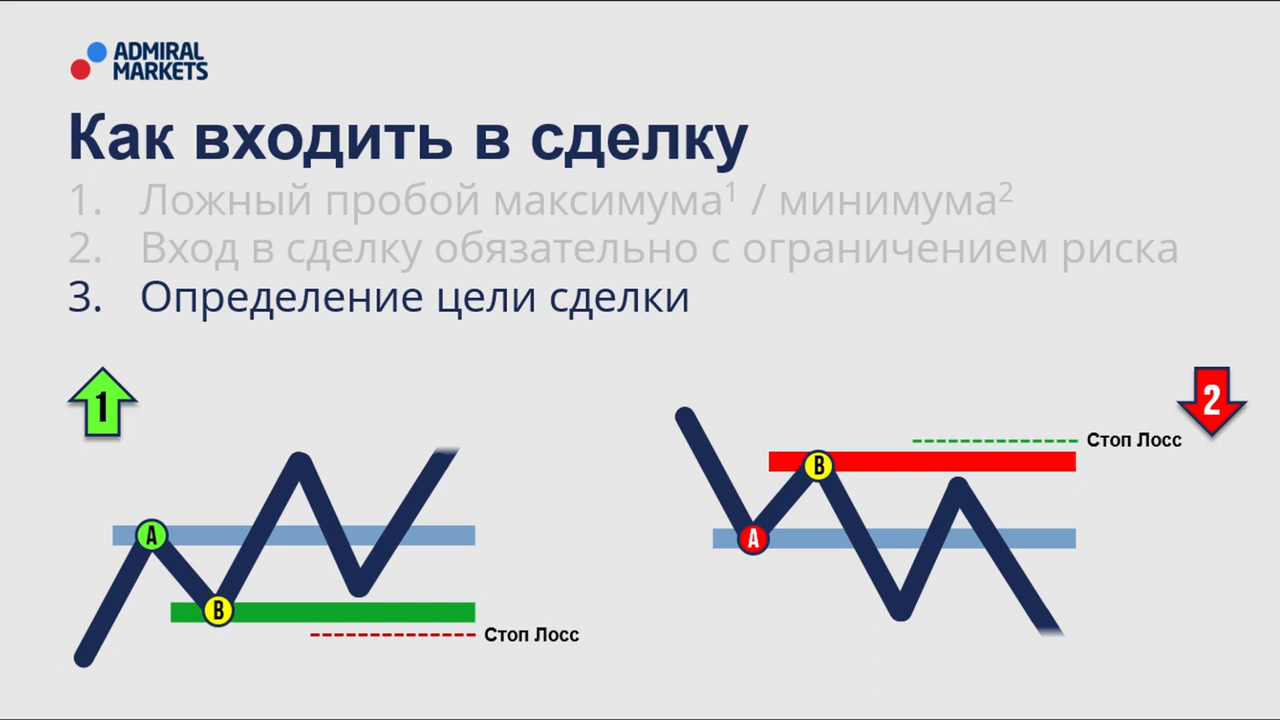 ADMIRAL
MARKETS
Как входить в сделку
1. Ложный пробой максимума¹ / минимума²
2. Вход в сделку обязательно с ограничением риска
3. Определение цели сделки
1
2
Стоп Лосс
B
A
A
B
Стоп Лосс